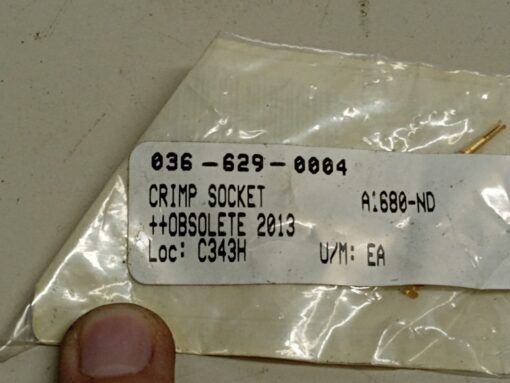 036-629-0004
CRIMP SOCKET A1680-ND
++OBSOLETE 2013
Loc: C343H U/M: EA